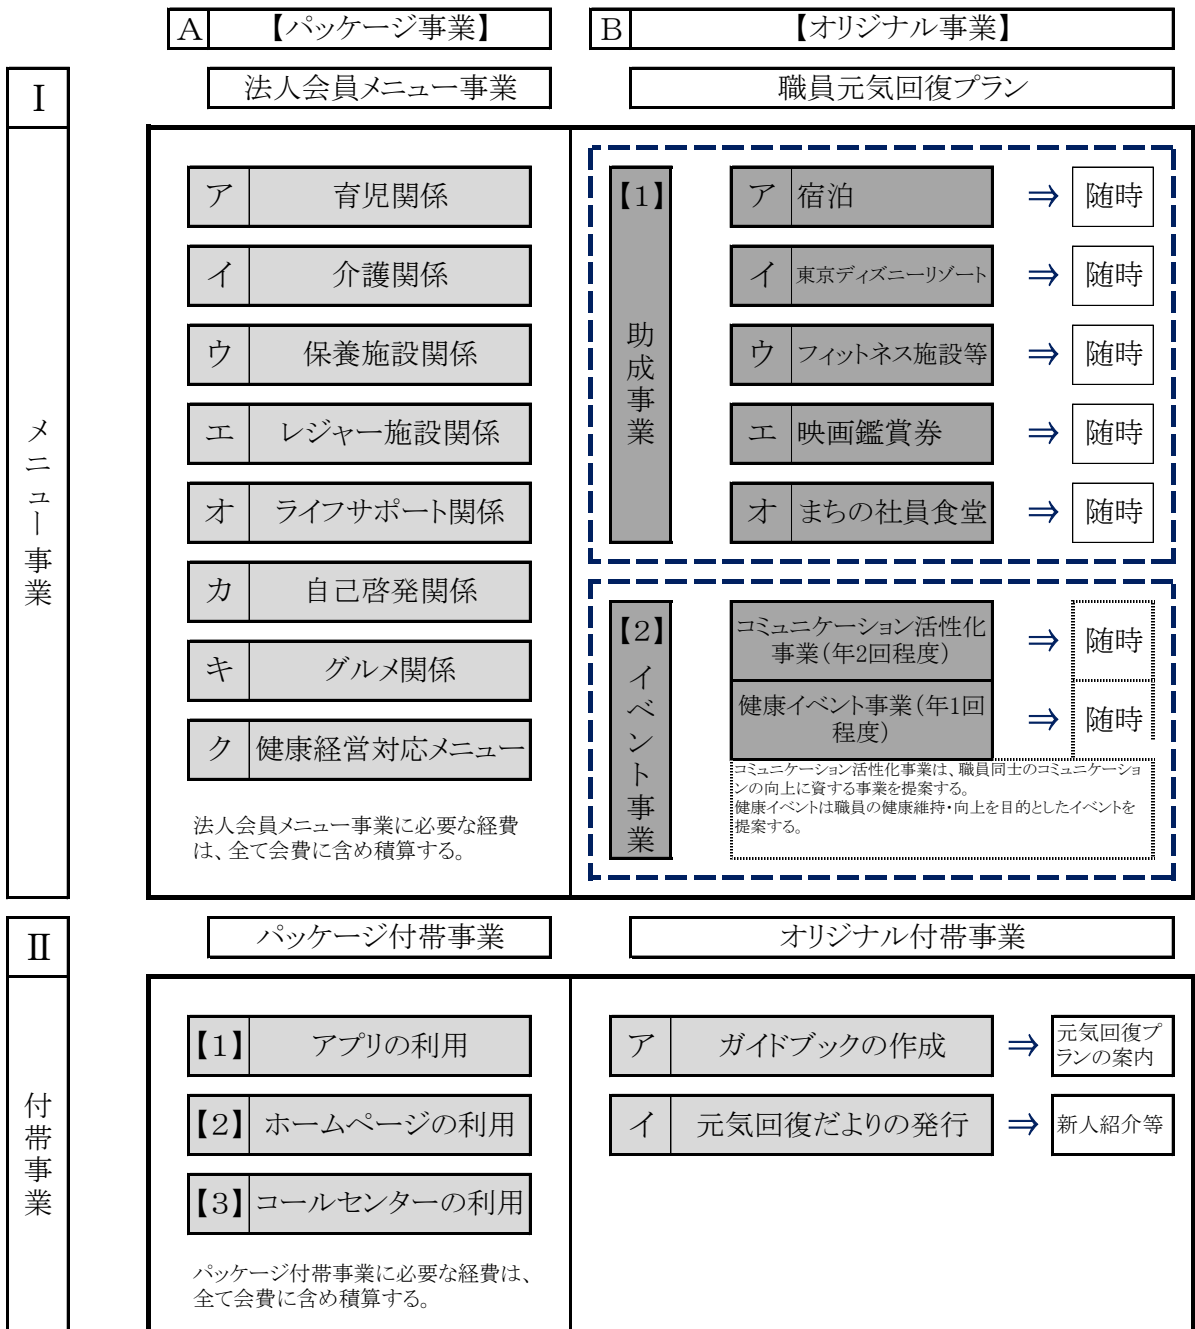 A 【パッケージ事業】
B 【オリジナル事業】
Ⅰ
法人会員メニュー事業
職員元気回復プラン
メニュー事業
ア 育児関係
イ 介護関係
ウ 保養施設関係
エ レジャー施設関係
オ ライフサポート関係
カ 自己啓発関係
キ グルメ関係
ク 健康経営対応メニュー
法人会員メニュー事業に必要な経費
は、全て会費に含め積算する。
【1】
助成事業
ア 宿泊 ⇒ 随時
イ 東京ディズニーリゾート ⇒ 随時
ウ フィットネス施設等 ⇒ 随時
エ 映画鑑賞券 ⇒ 随時
オ まちの社員食堂 ⇒ 随時
【2】
イベント事業
コミュニケーション活性化
事業(年2回程度) ⇒ 随時
健康イベント事業(年1回
程度) ⇒ 随時
コミュニケーション活性化事業は、職員同士のコミュニケーショ
ンの向上に資する事業を提案する。
健康イベントは職員の健康維持・向上を目的としたイベントを
提案する。
Ⅱ
パッケージ付帯事業
オリジナル付帯事業
付帯事業
【1】 アプリの利用
【2】 ホームページの利用
【3】 コールセンターの利用
パッケージ付帯事業に必要な経費は、
全て会費に含め積算する。
ア ガイドブックの作成 ⇒ 元気回復プ
ランの案内
イ 元気回復だよりの発行 ⇒ 新人紹介等